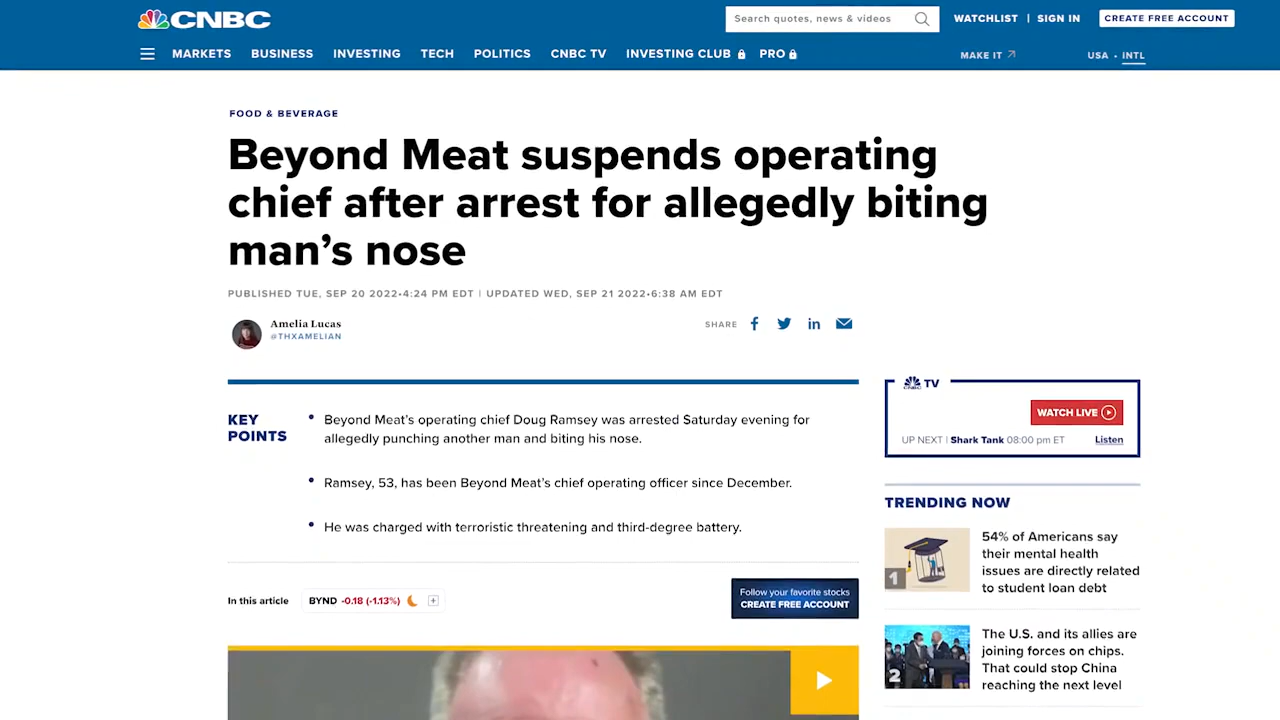 CNBC
Search quotes, news & videos
WATCHLIST | SIGN IN
CREATE FREE ACCOUNT
MARKETS BUSINESS INVESTING TECH POLITICS CNBC TV INVESTING CLUB PRO
MAKE IT
USA • INTL
FOOD & BEVERAGE
Beyond Meat suspends operating
chief after arrest for allegedly biting
man’s nose
PUBLISHED TUE, SEP 20 2022•4:24 PM EDT | UPDATED WED, SEP 21 2022•6:38 AM EDT
Amelia Lucas
@THXAMELIAN
SHARE
KEY
POINTS
• Beyond Meat’s operating chief Doug Ramsey was arrested Saturday evening for
allegedly punching another man and biting his nose.
• Ramsey, 53, has been Beyond Meat’s chief operating officer since December.
• He was charged with terroristic threatening and third-degree battery.
In this article
BYND -0.18 (-1.13%)
Follow your favorite stocks
CREATE FREE ACCOUNT
CNBC TV
WATCH LIVE
UP NEXT | Shark Tank 08:00 pm ET
Listen
TRENDING NOW
1
54% of Americans say
their mental health
issues are directly related
to student loan debt
2
The U.S. and its allies are
joining forces on chips.
That could stop China
reaching the next level